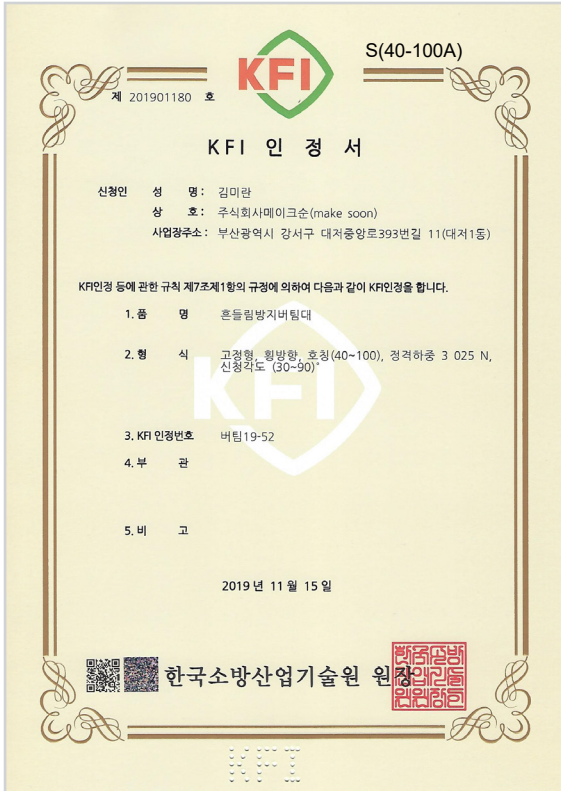 S(40-100A)
KFI
제 201901180 호
KFI 인 정 서
신청인 성 명 : 김미란
상 호 : 주식회사메이크순(make soon)
사업장주소 : 부산광역시 강서구 대저중앙로393번길 11(대저1동)
KFI인정 등에 관한 규칙 제7조제1항의 규정에 의하여 다음과 같이 KFI인정을 합니다.
1. 품 명 흔들림방지버팀대
2. 형 식 고정형, 횡방향, 호칭(40~100), 정격하중 3 025 N,
신청각도 (30~90)°
KFI
3. KFI 인정번호 버팀19-52
4. 부 관
5. 비 고
2019 년 11 월 15 일
한국소방산업기술원 원장
KFI